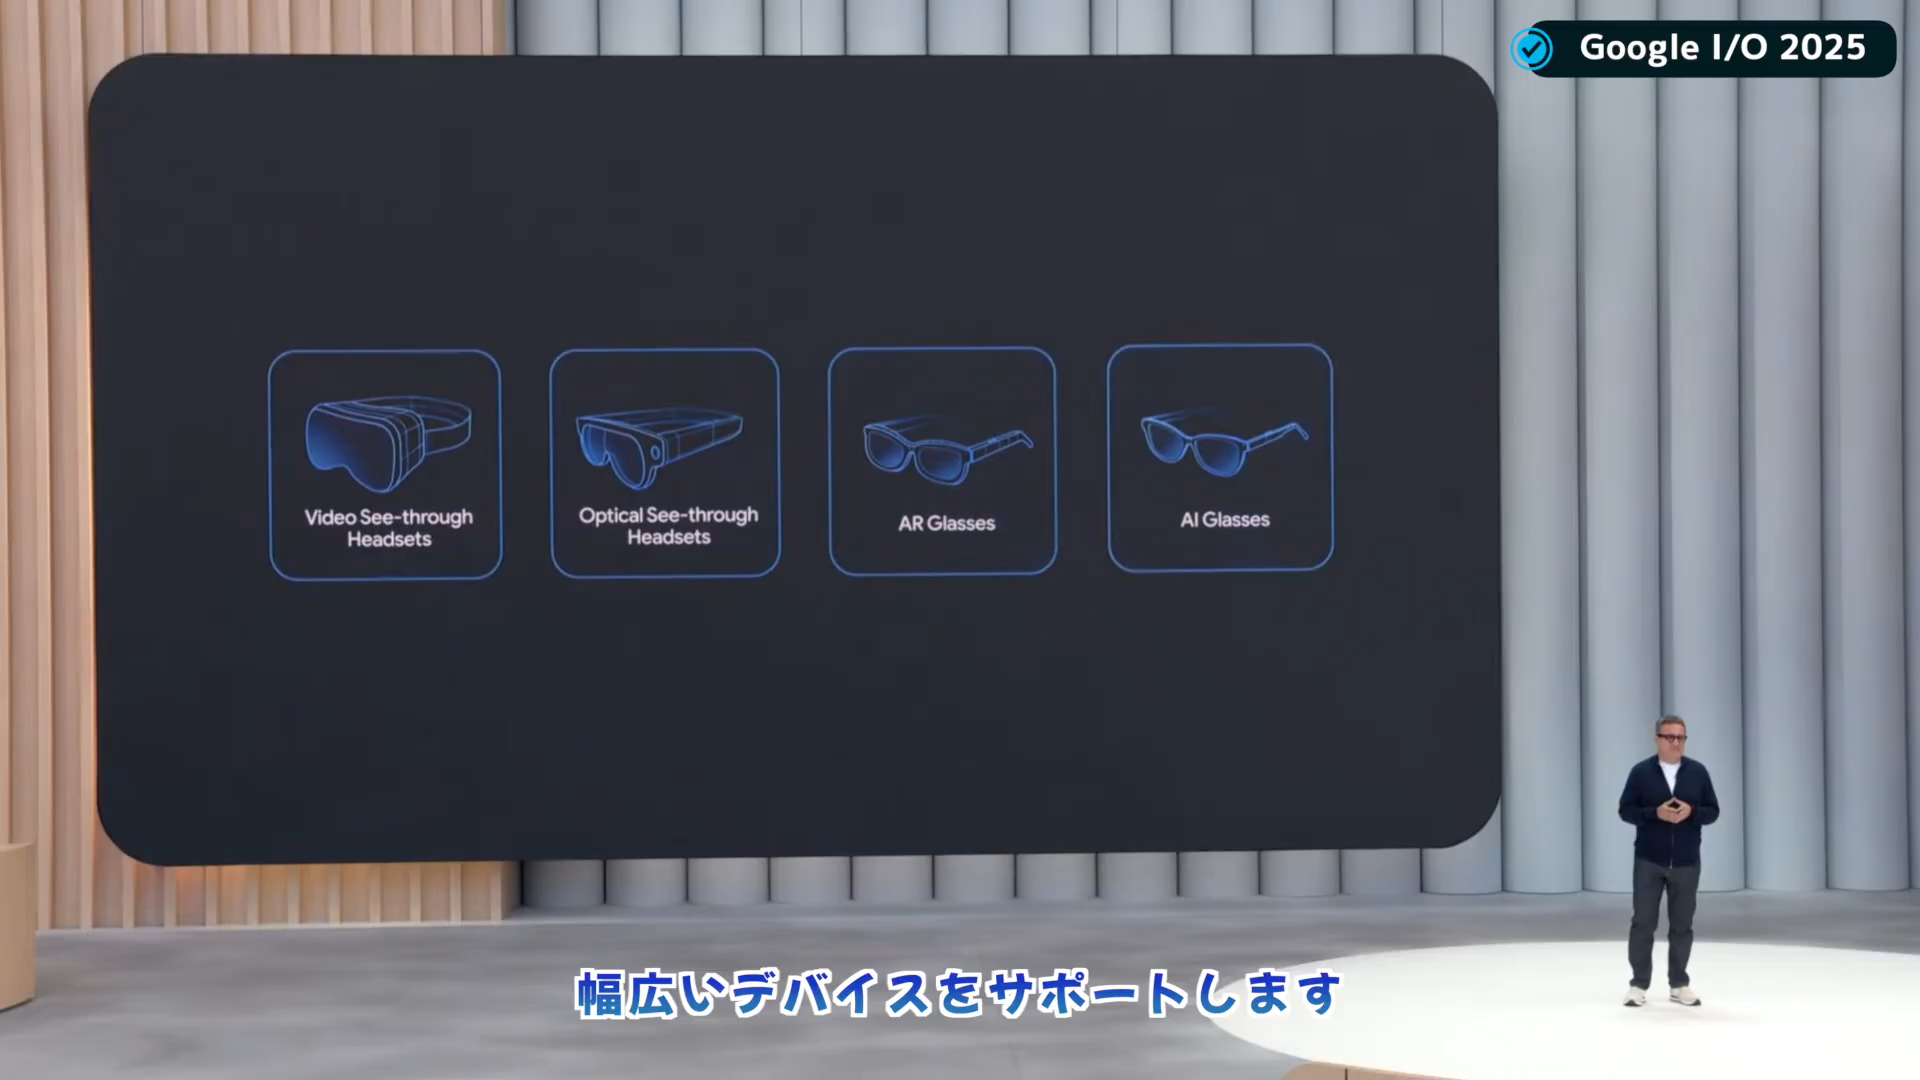 Google I/O 2025
Video See-through
Headsets
Optical See-through
Headsets
AR Glasses
AI Glasses
幅広いデバイスをサポートします